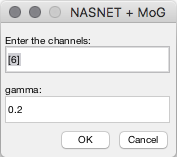 NASNET + MoG
Enter the channels:
[6]
gamma:
0.2
OK
Cancel